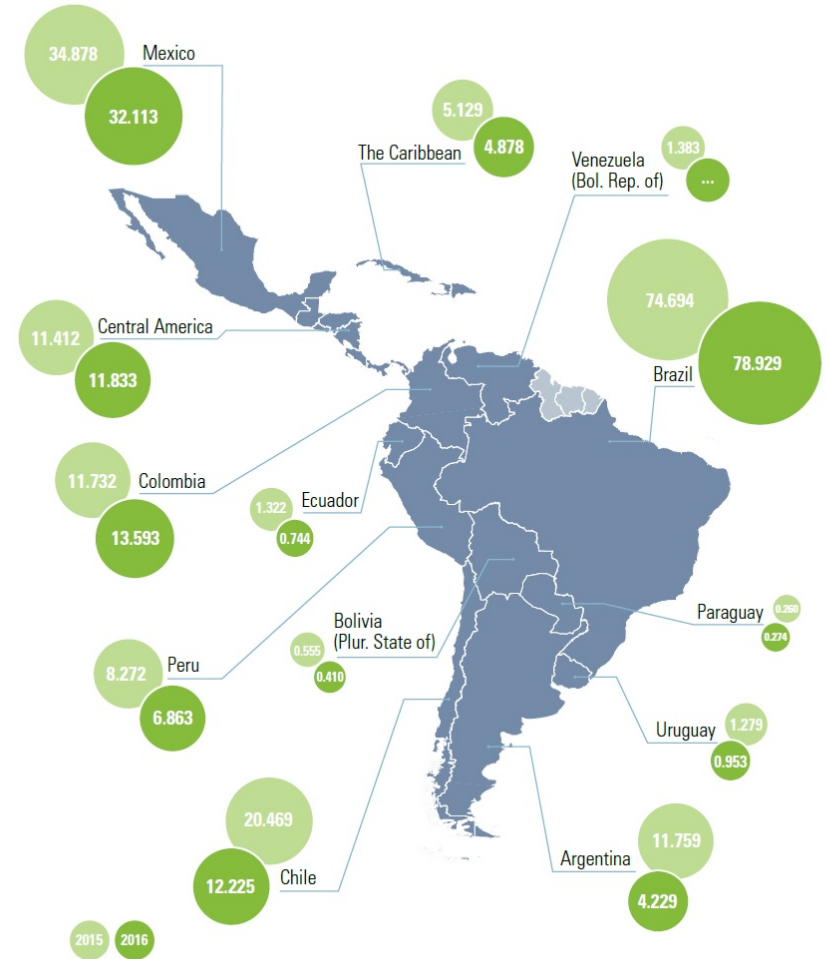 34.878
Mexico
32.113
5.129
The Caribbean
4.878
Venezuela
(Bol. Rep. of)
1.383
...
74.694
Brazil
78.929
11.412
Central America
11.833
11.732
Colombia
13.593
1.322
Ecuador
0.744
Paraguay
0.260
0.274
Bolivia
(Plur. State of)
0.555
0.410
8.272
Peru
6.863
Uruguay
1.279
0.953
20.469
Chile
12.225
11.759
Argentina
4.229
2015
2016